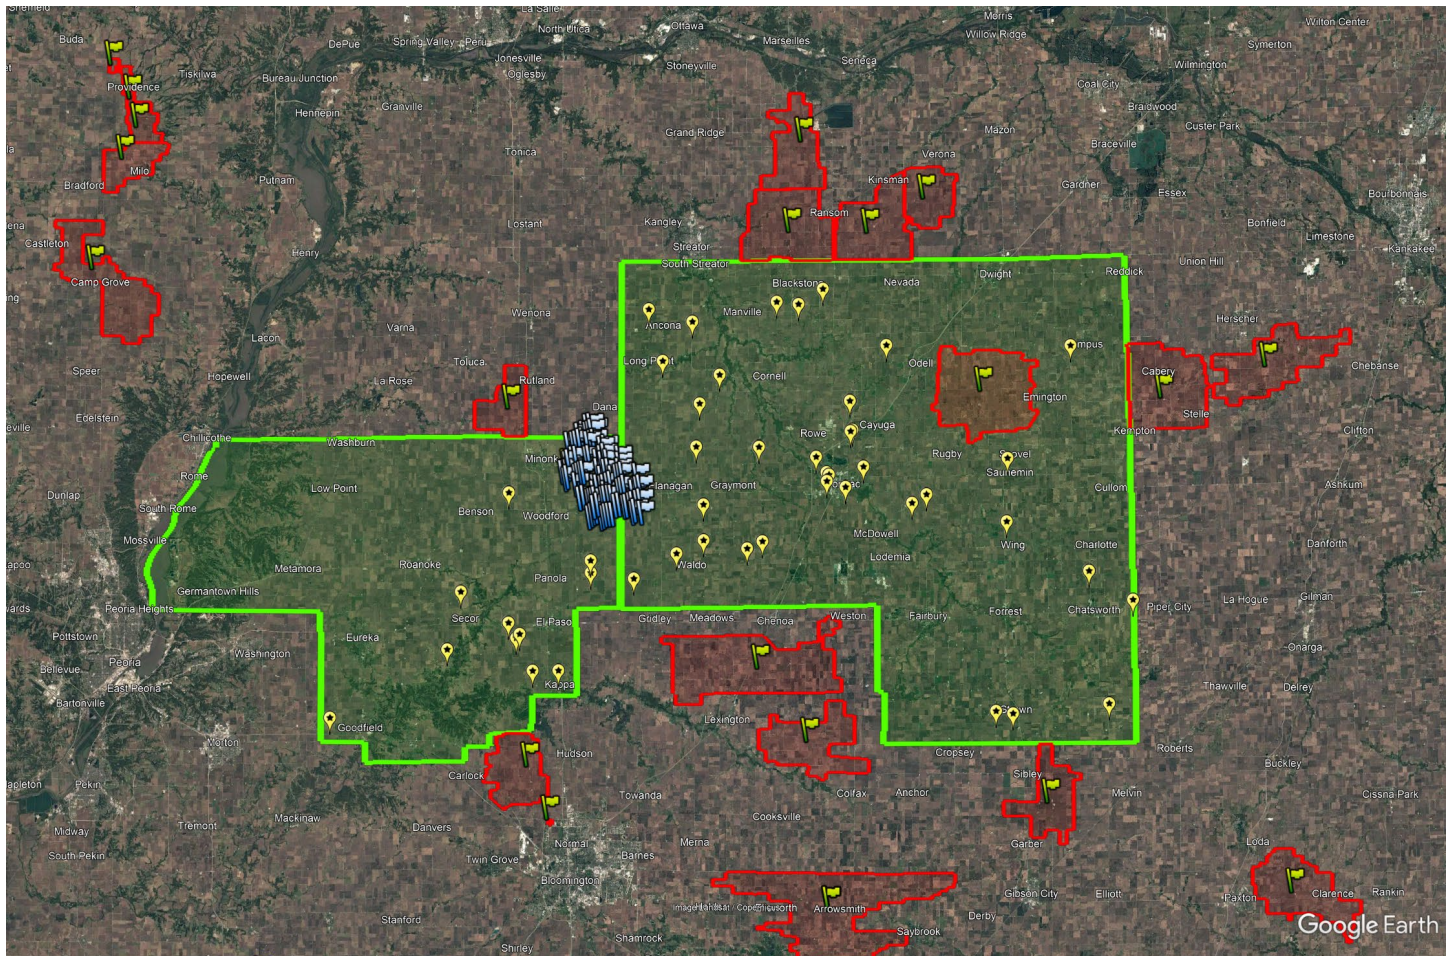 Buda
DePue
Spring Valley
Peru
La Salle
North Utica
Ottawa
Marseilles
Morris
Willow Ridge
Wilton Center
Symerton
Jonesville
Oglesby
Stoneyville
Seneca
Wilmington
Tiskilwa
Bureau Junction
Providence
Hennepin
Granville
Coal City
Braidwood
Custer Park
Grand Ridge
Mazon
Braceville
Tonica
Verona
Milo
Bradford
Putnam
Kinsman
Gardner
Essex
Bourbonnais
Lostant
Kangley
Ransom
Bonfield
Limestone
Castleton
Henry
Streator
Kankakee
South Streator
Union Hill
Camp Grove
Blackstone
Nevada
Dwight
Reddick
Wenona
Manville
Herscher
Varna
Ancona
Lacon
Toluca
Long Point
Odell
Chebanse
Speer
Hopewell
La Rose
Rutland
Cornell
Cabery
Emington
Edelstein
Dana
Stelle
Chillicothe
Washburn
Rowe
Cayuga
Kempton
Clifton
Minonk
Rugby
Saunemin
Rome
Low Point
Flanagan
Graymont
Cullom
Ashkum
Dunlap
South Rome
Benson
Woodford
Mossville
McDowell
Wing
Charlotte
Danforth
Metamora
Roanoke
Panola
Waldo
Lodemia
Germantown Hills
La Hogue
Gilman
Peoria Heights
Secor
El Paso
Gridley
Meadows
Chenoa
Weston
Fairbury
Forrest
Chatsworth
Piper City
Pottstown
Eureka
Washington
Onarga
Bellevue
Peoria
East Peoria
Kappa
Thawville
Delrey
Bartonville
Lexington
Strawn
Goodfield
Morton
Hudson
Cropsey
Roberts
Buckley
Pekin
Carlock
Sibley
Towanda
Colfax
Anchor
Melvin
Cissna Park
Mackinaw
Cooksville
Midway
Tremont
Danvers
Normal
Merna
Garber
Loda
South Pekin
Twin Grove
Barnes
Bloomington
Gibson City
Elliott
Paxton
Clarence
Rankin
Arrowsmith
Stanford
Derby
Saybrook
Shamrock
Shirley
Google Earth